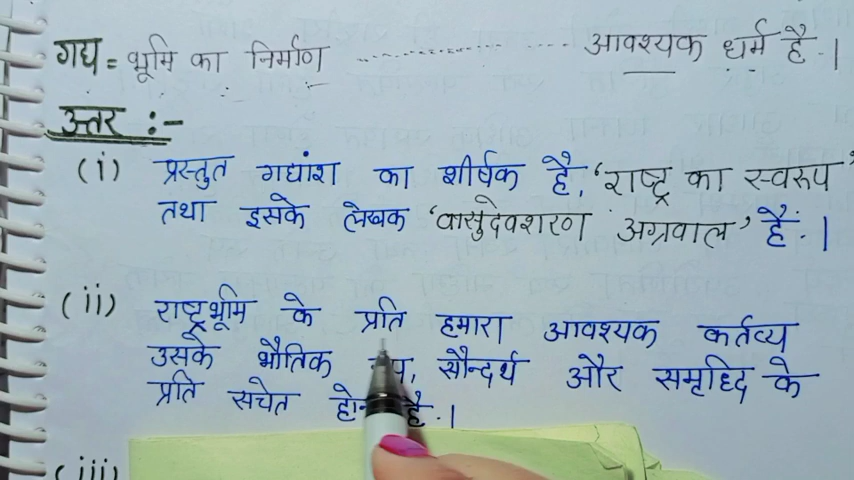 गद्य = भूमि का निर्माण ................ आवश्यक धर्म है ।
उत्तर :-
(i) प्रस्तुत गद्यांश का शीर्षक है, 'राष्ट्र का स्वरूप'
तथा इसके लेखक 'वासुदेवशरण अग्रवाल' हैं ।
(ii) राष्ट्रभूमि के प्रति हमारा आवश्यक कर्तव्य
उसके भौतिक सौन्दर्य और समृद्धि के
प्रति सचेत है ।
(iii)